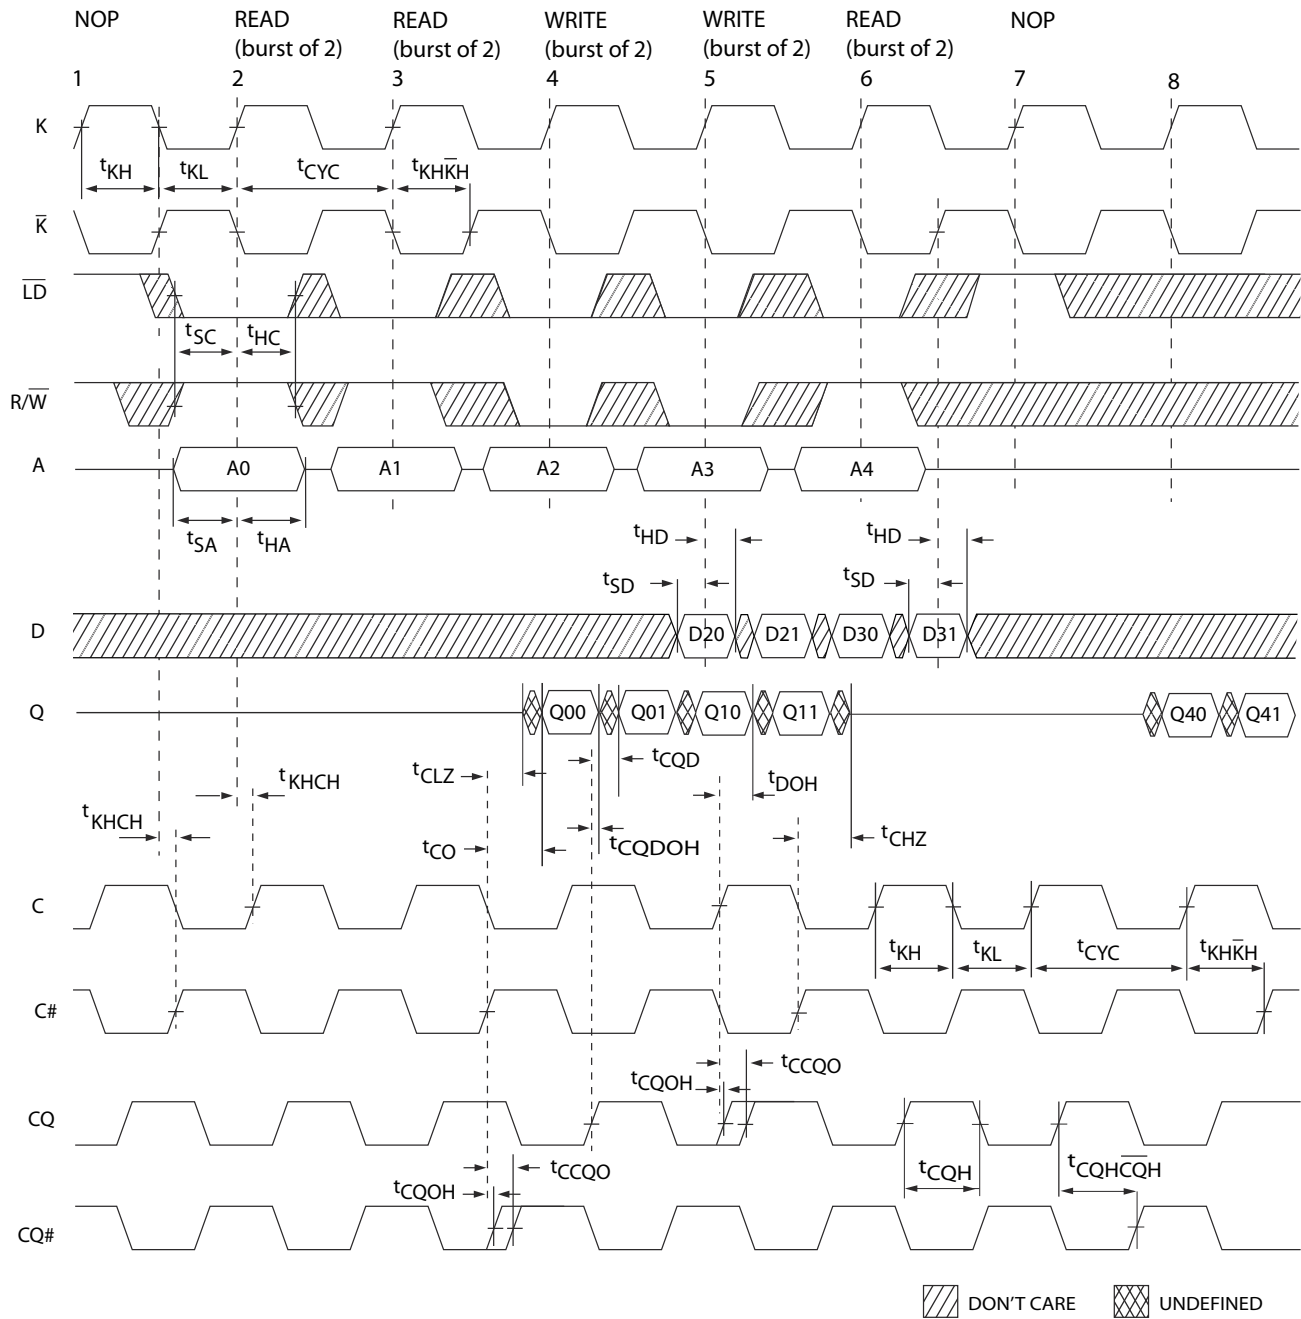 NOP READ READ WRITE WRITE READ NOP
(burst of 2) (burst of 2) (burst of 2) (burst of 2) (burst of 2)
1 2 3 4 5 6 7 8
K
tKH tKL tCYC tKHK̅H
K̅
L̅D̅
tSC tHC
R/W̅
A A0 A1 A2 A3 A4
tSA tHA tHD tHD
tSD tSD
D D20 D21 D30 D31
Q Q00 Q01 Q10 Q11 Q40 Q41
tKHCH tCLZ tCQD tDOH
tKHCH tCO tCQDOH tCHZ
C
tKH tKL tCYC tKHK̅H
C#
tCQOH tCCQO
CQ
tCQOH tCCQO tCQH tCQHC̅Q̅H
CQ#
DON'T CARE UNDEFINED